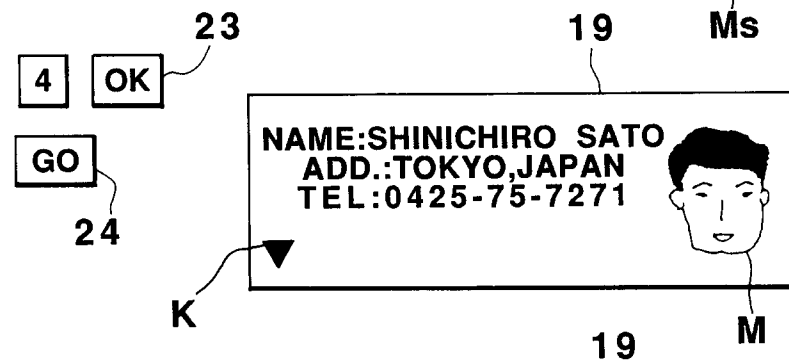 23
19
Ms
4 OK
NAME:SHINICHIRO SATO
GO
ADD.:TOKYO,JAPAN
TEL:0425-75-7271
24
K
M
19